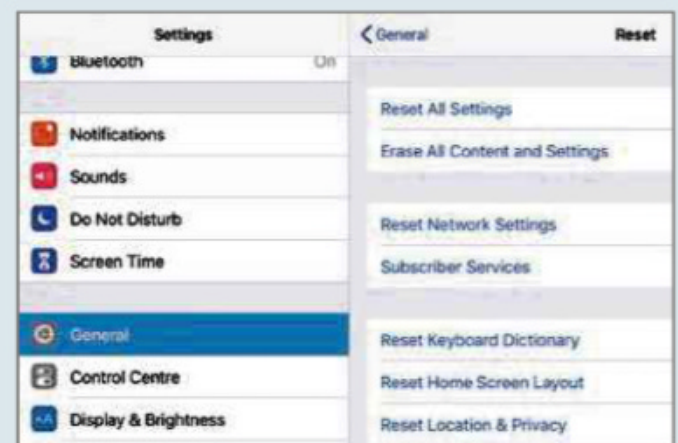 Settings
Bluetooth On
Notifications
Sounds
Do Not Disturb
Screen Time
General
Control Centre
AA Display & Brightness
General Reset
Reset All Settings
Erase All Content and Settings
Reset Network Settings
Subscriber Services
Reset Keyboard Dictionary
Reset Home Screen Layout
Reset Location & Privacy